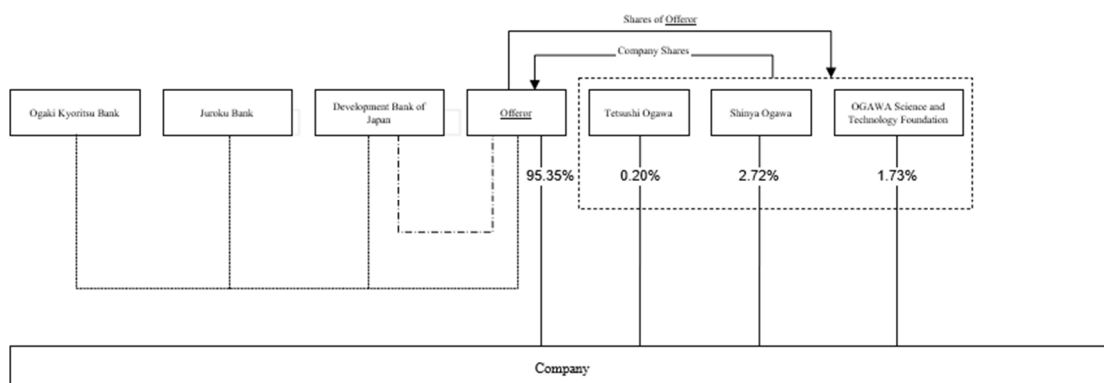 Shares of Offeror
Company Shares
Ogaki Kyoritsu Bank
Juroku Bank
Development Bank of
Japan
Offeror
Tetsushi Ogawa
Shinya Ogawa
OGAWA Science and
Technology Foundation
95.35%
0.20%
2.72%
1.73%
Company